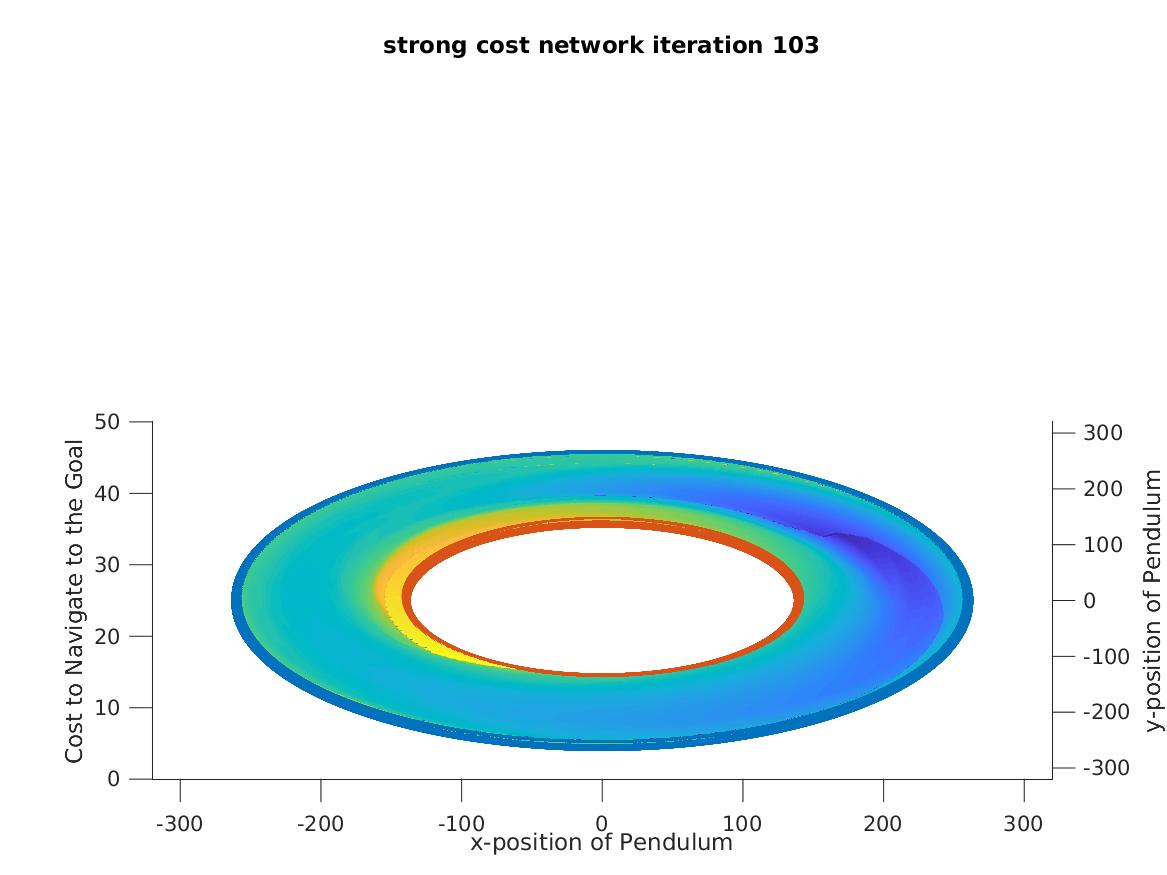 strong cost network iteration 103
Cost to Navigate to the Goal
50
40
30
20
10
0
300
200
100
0
-100
-200
-300
y-position of Pendulum
-300 -200 -100 0 100 200 300
x-position of Pendulum